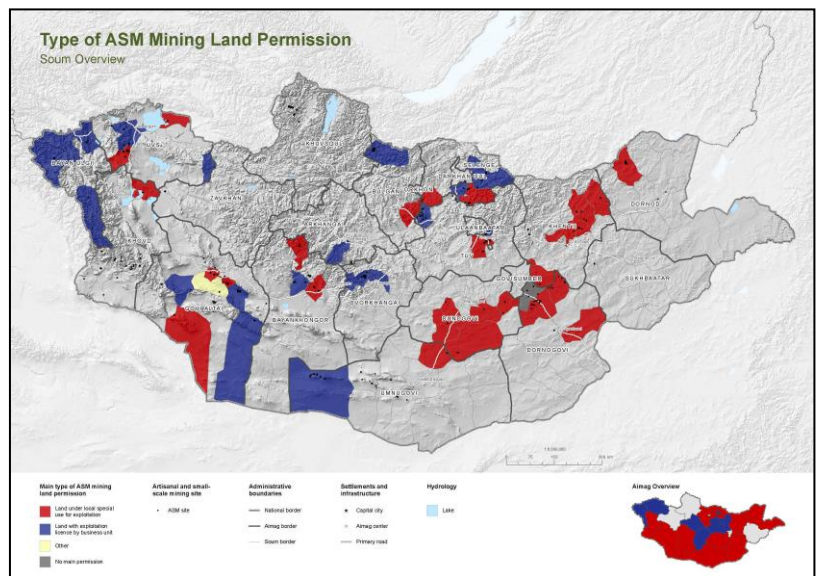 Type of ASM Mining Land Permission
Soum Overview
BAYAN-ULGII
UVS
KHUVSGUL
ZAVKHAN
KHOVD
ARKHANGAI
BULGAN
ORKHON
SELENGE
DARKHAN-UUL
ULAANBAATAR
KHENTII
DORNOD
SUKHBAATAR
GOVISUMBER
GOVI-ALTAI
BAYANKHONGOR
UVURKHANGAI
DUNDGOVI
DORNOGOVI
UMNUGOVI
Main type of ASM mining land permission
Land under local special use for exploitation
Land with exploitation licence by business unit
Other
No main permission
Artisanal and small-scale mining site
ASM site
Administrative boundaries
National border
Aimag border
Soum border
Settlements and infrastructure
Capital city
Aimag center
Primary road
Hydrology
Lake
Aimag Overview